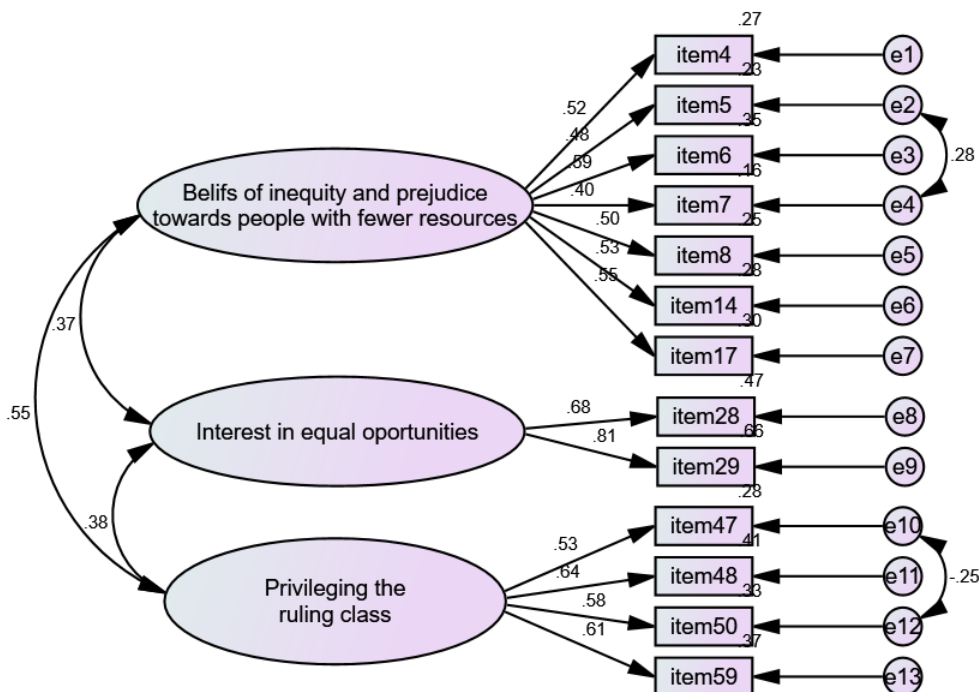 .27
item4
e1
.52
.23
item5
e2
.48
.35
item6
e3
.28
.59
.16
Belifs of inequity and prejudice
towards people with fewer resources
.40
item7
e4
.25
.50
item8
e5
.53
.28
item14
e6
.55
.30
item17
e7
.37
.47
.55
.68
item28
e8
Interest in equal oportunities
.81
.66
item29
e9
.28
.38
.53
item47
e10
.41
.64
item48
e11
-.25
Privileging the
ruling class
.58
.33
item50
e12
.61
.37
item59
e13